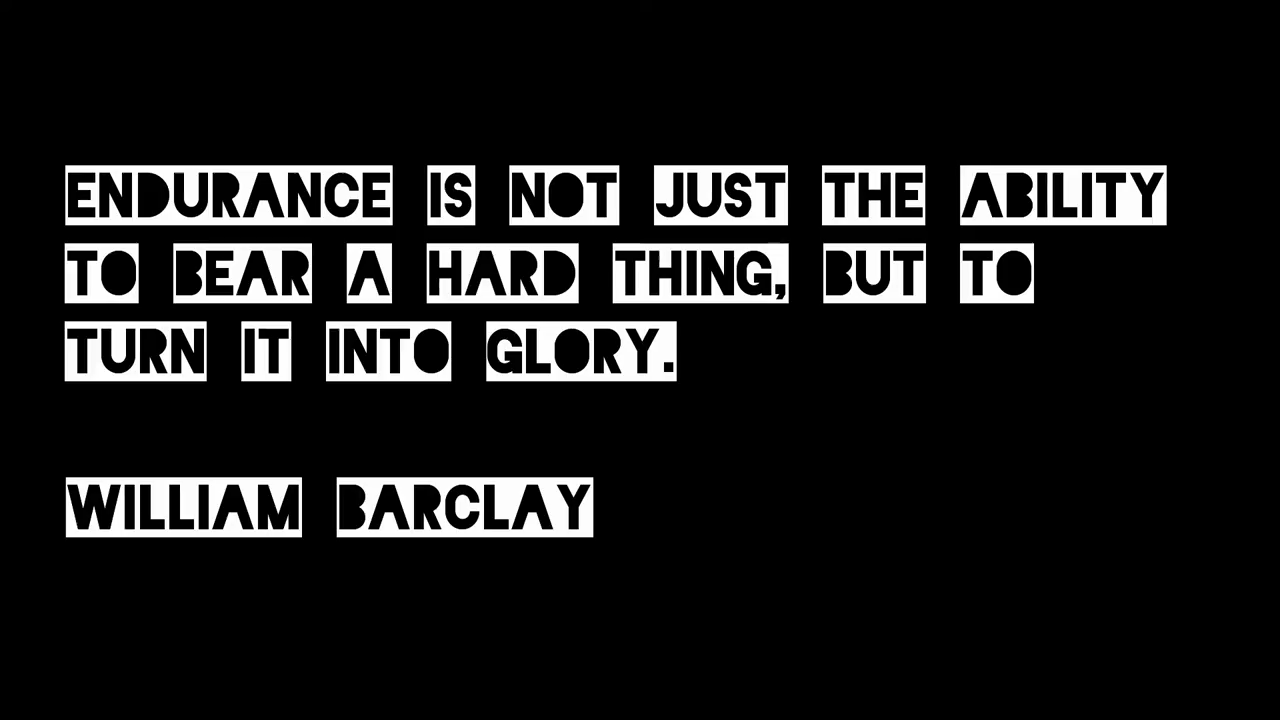 ENDURANCE IS NOT JUST THE ABILITY
TO BEAR A HARD THING, BUT TO
TURN IT INTO GLORY.
WILLIAM BARCLAY